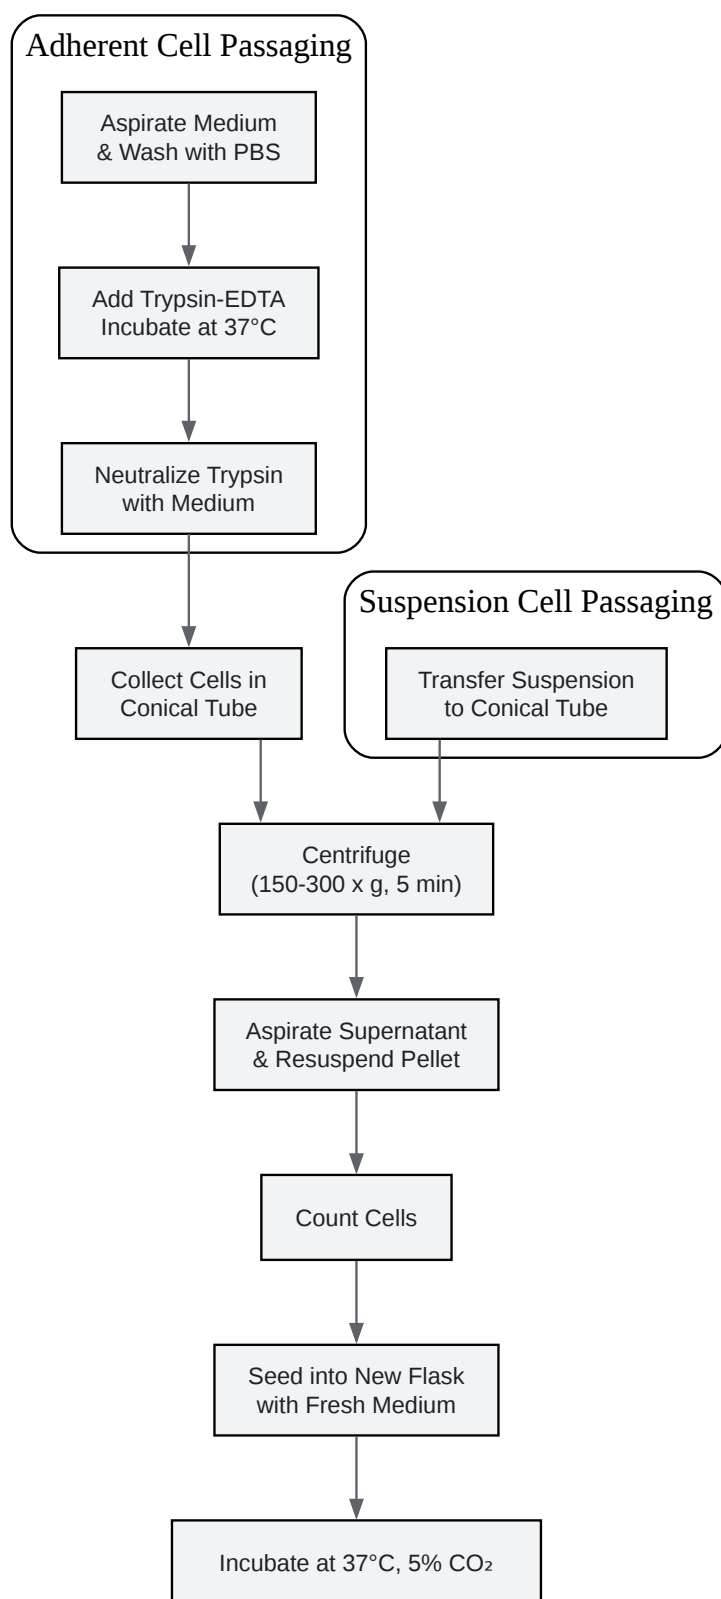 Adherent Cell Passaging
Aspirate Medium
& Wash with PBS
Add Trypsin-EDTA
Incubate at 37°C
Neutralize Trypsin
with Medium
Suspension Cell Passaging
Collect Cells in
Conical Tube
Transfer Suspension
to Conical Tube
Centrifuge
(150-300 x g, 5 min)
Aspirate Supernatant
& Resuspend Pellet
Count Cells
Seed into New Flask
with Fresh Medium
Incubate at 37°C, 5% CO₂